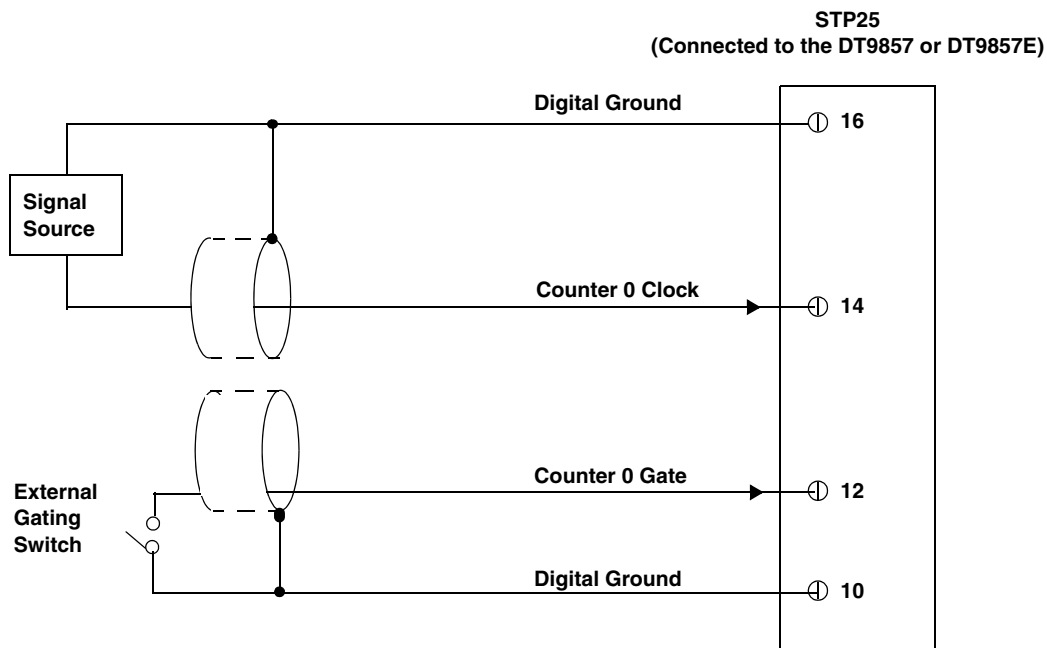 STP25
(Connected to the DT9857 or DT9857E)
Digital Ground
16
Signal
Source
Counter 0 Clock
14
Counter 0 Gate
12
External
Gating
Switch
Digital Ground
10